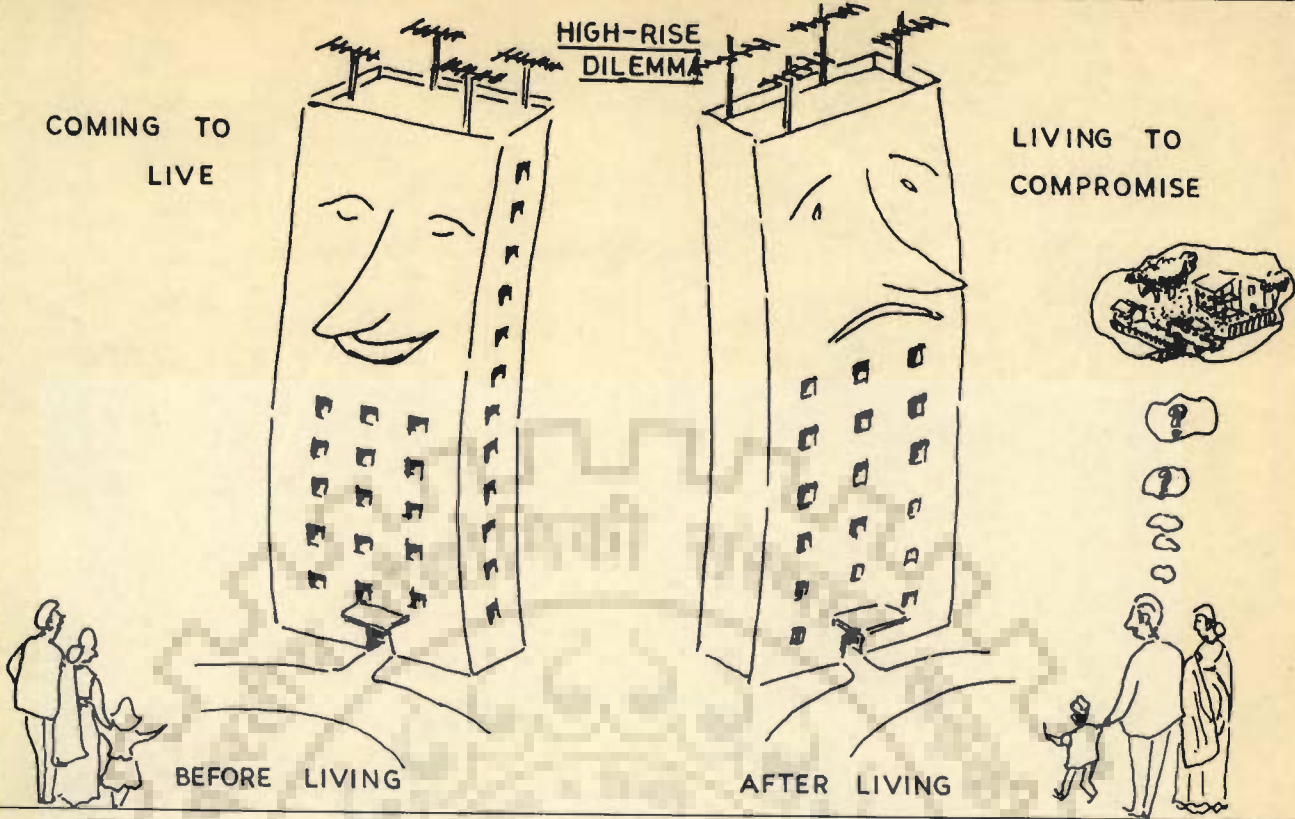 HIGH-RISE
DILEMMA
COMING TO
LIVE
LIVING TO
COMPROMISE
?
?
BEFORE LIVING
AFTER LIVING